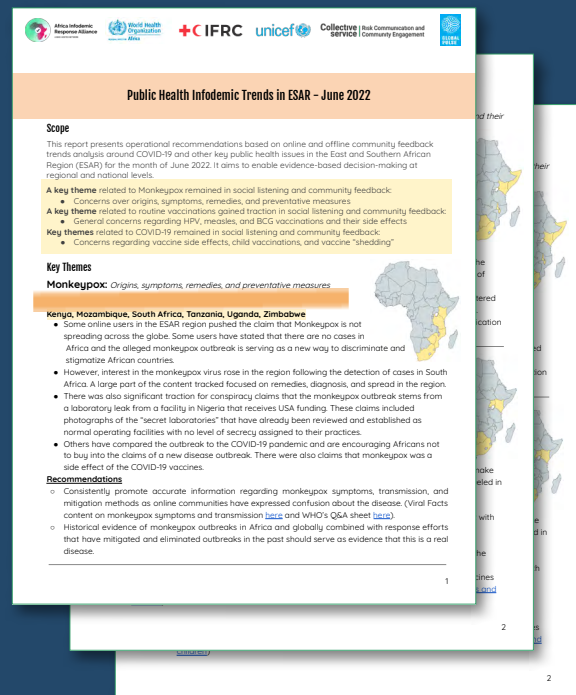 Africa Infodemic
Response Alliance
World Health
Organization
Africa
IFRC
unicef
Collective
service
Risk Communication and
Community Engagement
GLOBAL
PULSE
Public Health Infodemic Trends in ESAR - June 2022
Scope
This report presents operational recommendations based on online and offline community feedback
trends analysis around COVID-19 and other key public health issues in the East and Southern African
Region (ESAR) for the month of June 2022. It aims to enable evidence-based decision-making at
regional and national levels.
A key theme related to Monkeypox remained in social listening and community feedback:
● Concerns over origins, symptoms, remedies, and preventative measures
A key theme related to routine vaccinations gained traction in social listening and community feedback:
● General concerns regarding HPV, measles, and BCG vaccinations and their side effects
Key themes related to COVID-19 remained in social listening and community feedback:
● Concerns regarding vaccine side effects, child vaccinations, and vaccine “shedding”
Key Themes
Monkeypox: Origins, symptoms, remedies, and preventative measures
Kenya, Mozambique, South Africa, Tanzania, Uganda, Zimbabwe
● Some online users in the ESAR region pushed the claim that Monkeypox is not
spreading across the globe. Some users have stated that there are no cases in
Africa and the alleged monkeypox outbreak is serving as a new way to discriminate and
stigmatize African countries.
● However, interest in the monkeypox virus rose in the region following the detection of cases in South
Africa. A large part of the content tracked focused on remedies, diagnosis, and spread in the region.
● There was also significant traction for conspiracy claims that the monkeypox outbreak stems from
a laboratory leak from a facility in Nigeria that receives USA funding. These claims included
photographs of the “secret laboratories” that have already been reviewed and established as
normal operating facilities with no level of secrecy assigned to their practices.
● Others have compared the outbreak to the COVID-19 pandemic and are encouraging Africans not
to buy into the claims of a new disease outbreak. There were also claims that monkeypox was a
side effect of the COVID-19 vaccines.
Recommendations
○ Consistently promote accurate information regarding monkeypox symptoms, transmission, and
mitigation methods as online communities have expressed confusion about the disease. (Viral Facts
content on monkeypox symptoms and transmission here and WHO's Q&A sheet here).
○ Historical evidence of monkeypox outbreaks in Africa and globally combined with response efforts
that have mitigated and eliminated outbreaks in the past should serve as evidence that this is a real
disease.
1
nd their
of
tered
ication
make
eled in
with
the
cines
s and
2
heir
ed
ion
e
d in
h
s
nd
children)
2